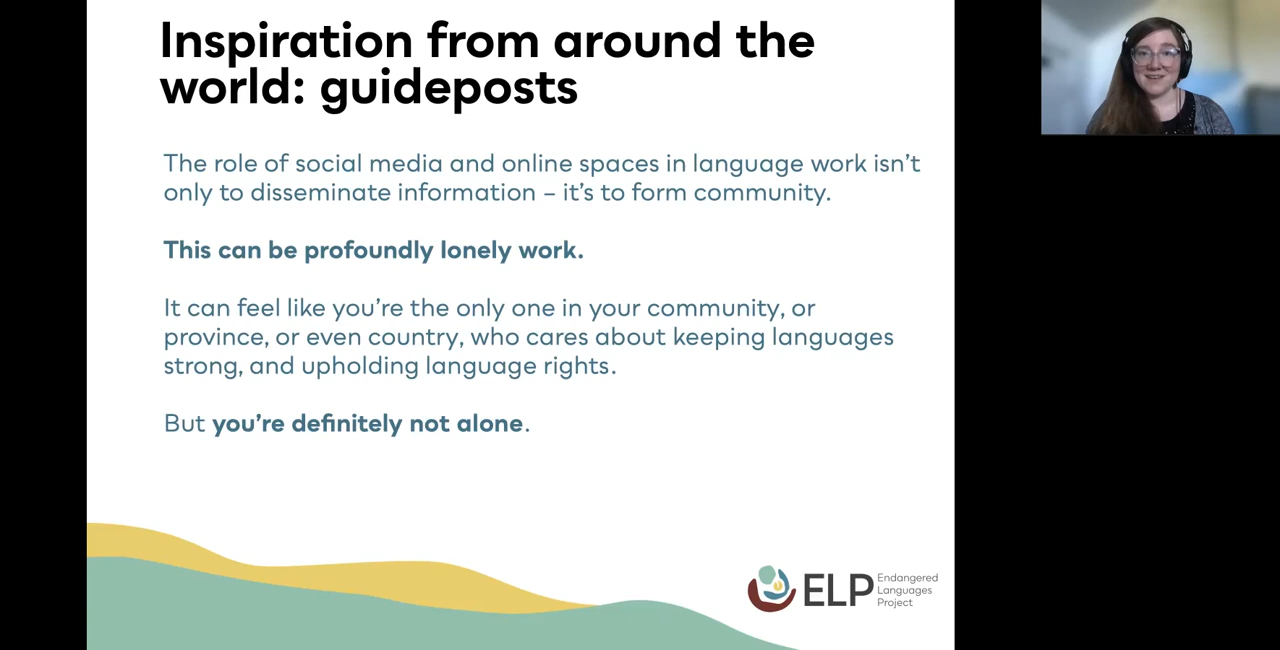 Inspiration from around the
world: guideposts
The role of social media and online spaces in language work isn’t
only to disseminate information – it’s to form community.
This can be profoundly lonely work.
It can feel like you’re the only one in your community, or
province, or even country, who cares about keeping languages
strong, and upholding language rights.
But you’re definitely not alone.
ELP
Endangered
Languages
Project